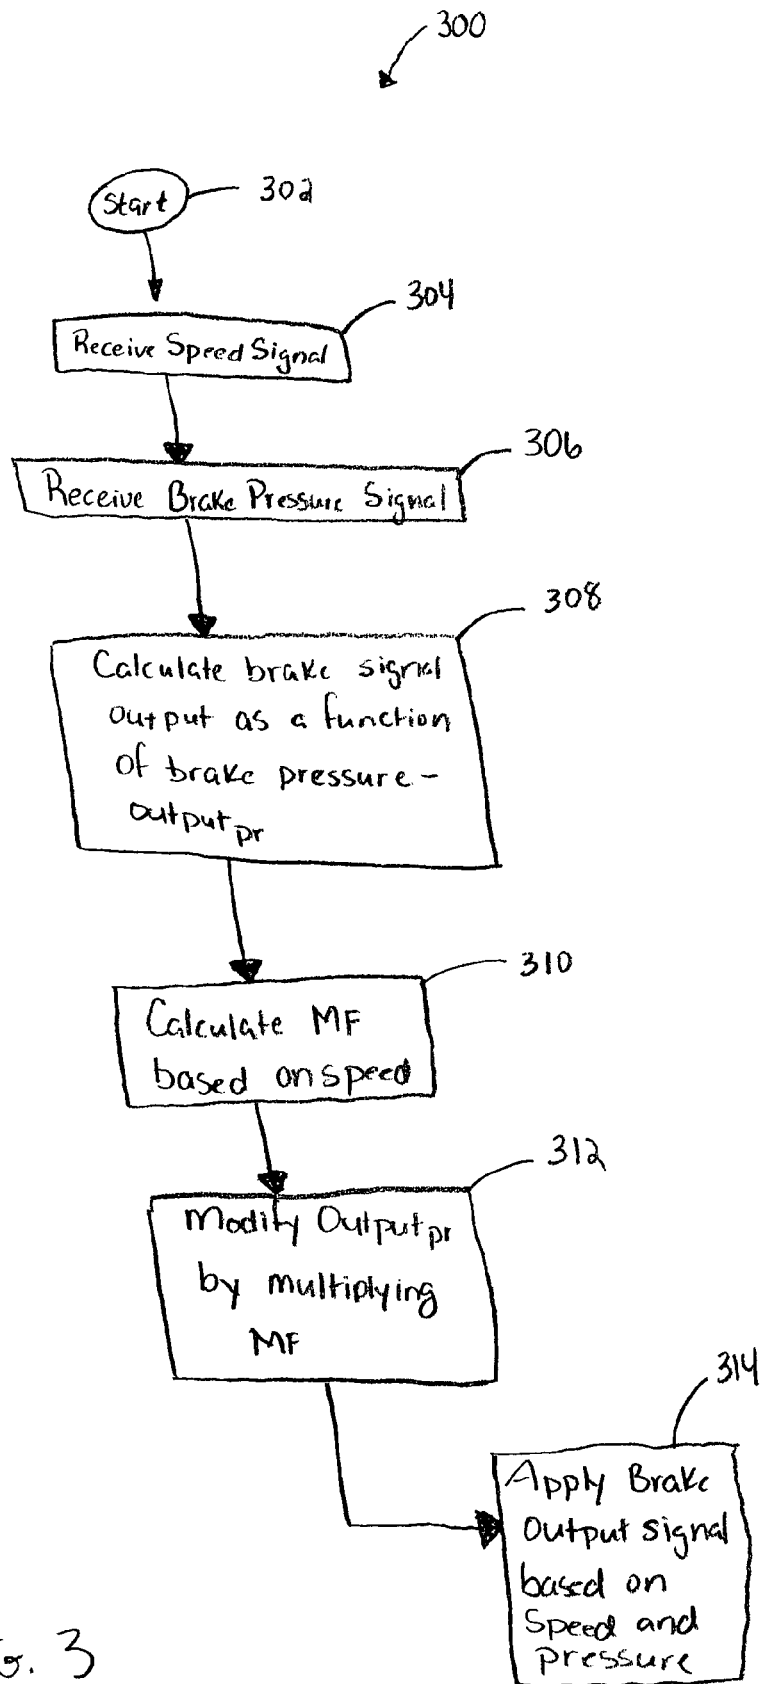 300
Start
302
304
Receive Speed Signal
306
Receive Brake Pressure Signal
308
Calculate brake signal
output as a function
of brake pressure-
output pr
310
Calculate MF
based on speed
312
Modify Output pr
by multiplying
MF
314
Apply Brake
Output signal
based on
Speed and
pressure
. 3